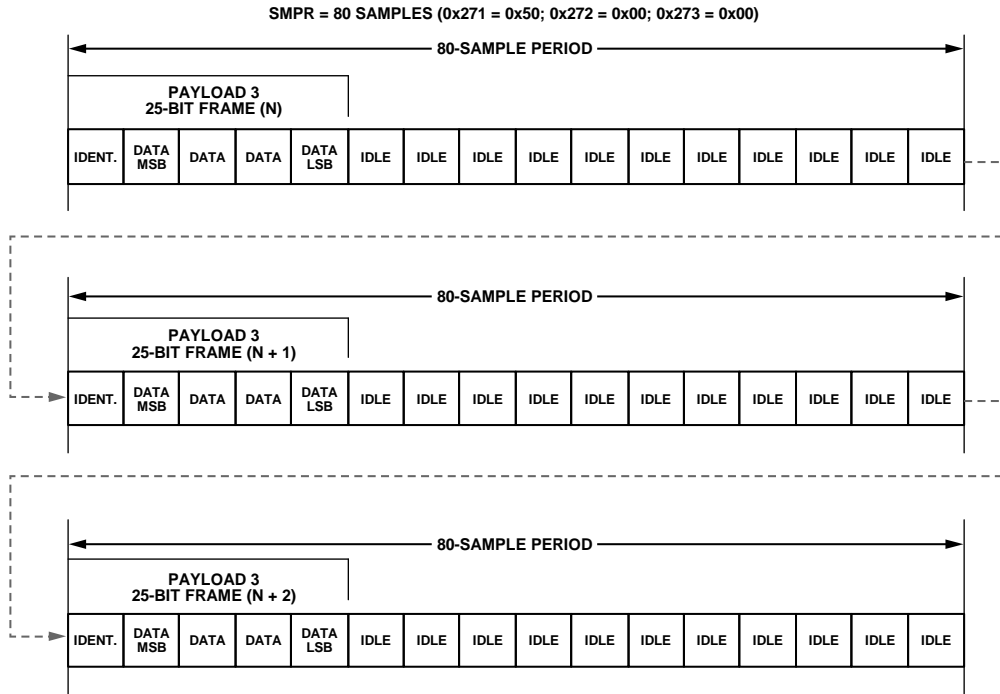 SMPR = 80 SAMPLES (0x271 = 0x50; 0x272 = 0x00; 0x273 = 0x00)
80-SAMPLE PERIOD
PAYLOAD 3
25-BIT FRAME (N)
IDENT. DATA MSB DATA DATA DATA LSB IDLE IDLE IDLE IDLE IDLE IDLE IDLE IDLE IDLE IDLE IDLE
80-SAMPLE PERIOD
PAYLOAD 3
25-BIT FRAME (N + 1)
IDENT. DATA MSB DATA DATA DATA LSB IDLE IDLE IDLE IDLE IDLE IDLE IDLE IDLE IDLE IDLE IDLE
80-SAMPLE PERIOD
PAYLOAD 3
25-BIT FRAME (N + 2)
IDENT. DATA MSB DATA DATA DATA LSB IDLE IDLE IDLE IDLE IDLE IDLE IDLE IDLE IDLE IDLE IDLE